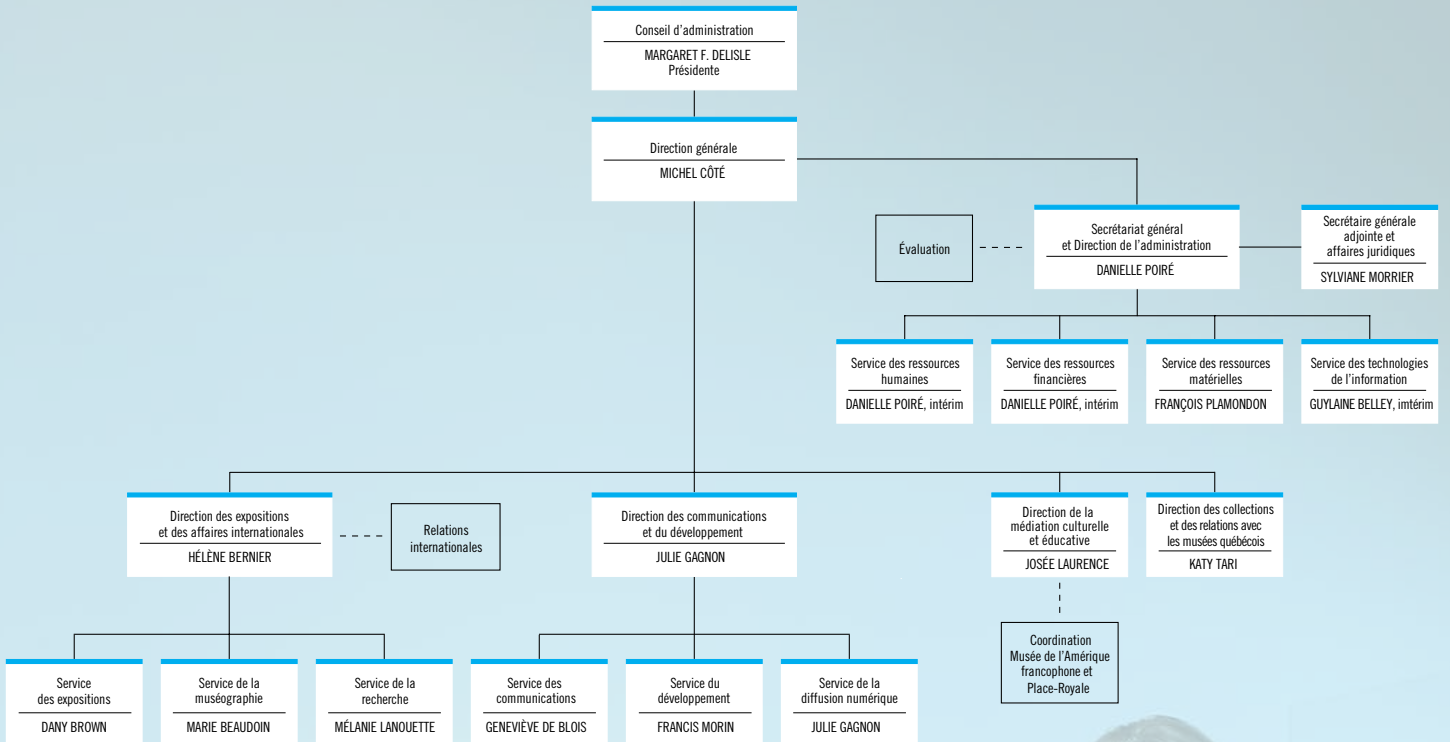 Conseil d'administration
MARGARET F. DELISLE
Présidente
Direction générale
MICHEL CÔTÉ
Évaluation
Secrétariat général
et Direction de l'administration
DANIELLE POIRÉ
Secrétaire générale
adjointe et
affaires juridiques
SYLVIANE MORRIER
Service des ressources
humaines
DANIELLE POIRÉ, intérim
Service des ressources
financières
DANIELLE POIRÉ, intérim
Service des ressources
matérielles
FRANÇOIS PLAMONDON
Service des technologies
de l'information
GUYLAINE BELLEY, imtérim
Direction des expositions
et des affaires internationales
HÉLÈNE BERNIER
Relations
internationales
Direction des communications
et du développement
JULIE GAGNON
Direction de la
médiation culturelle
et éducative
JOSÉE LAURENCE
Direction des collections
et des relations avec
les musées québécois
KATY TARI
Service
des expositions
DANY BROWN
Service de la
muséographie
MARIE BEAUDOIN
Service de la
recherche
MÉLANIE LANOUETTE
Service des
communications
GENEVIÈVE DE BLOIS
Service du
développement
FRANCIS MORIN
Service de la
diffusion numérique
JULIE GAGNON
Coordination
Musée de l'Amérique
francophone et
Place-Royale